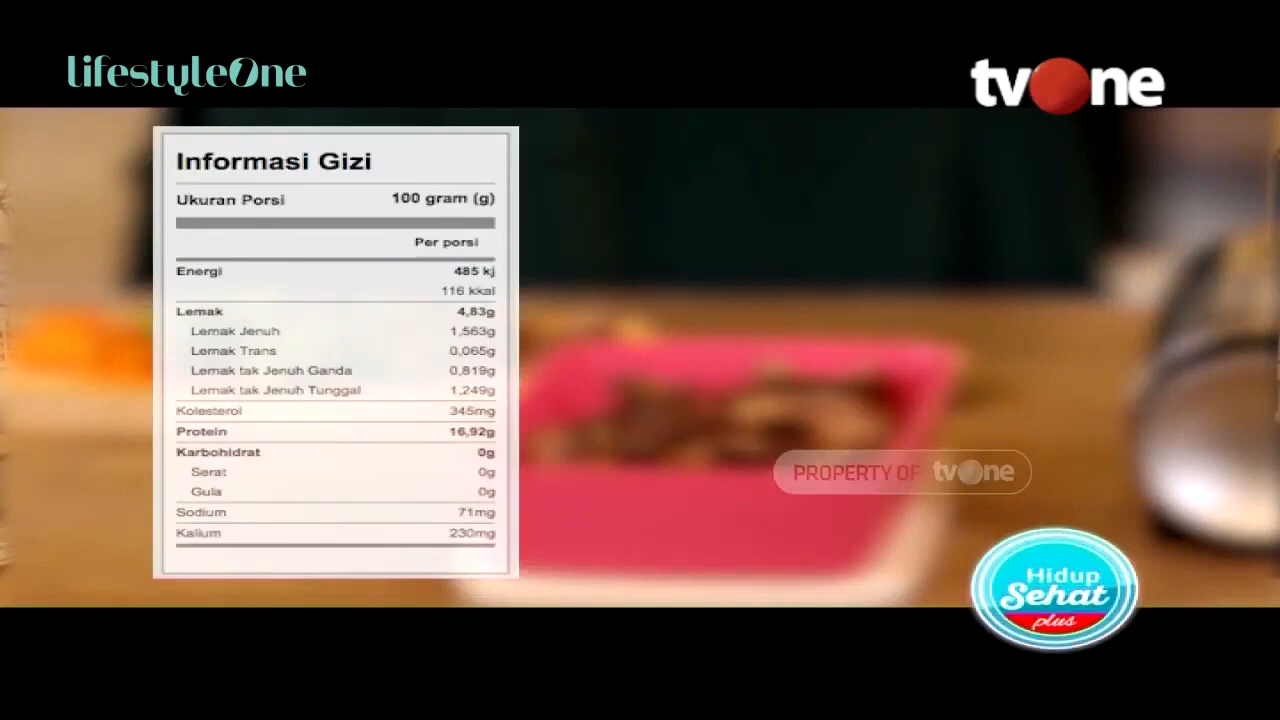 lifestyleOne
tvOne
Informasi Gizi
Ukuran Porsi 100 gram (g)
Per porsi
Energi 485 kj
116 kkal
Lemak 4,83g
Lemak Jenuh 1,563g
Lemak Trans 0,065g
Lemak tak Jenuh Ganda 0,819g
Lemak tak Jenuh Tunggal 1,249g
Kolesterol 345mg
Protein 16,92g
Karbohidrat 0g
Serat 0g
Gula 0g
Sodium 71mg
Kalium 230mg
PROPERTY OF tvOne
Hidup
Sehat
plus